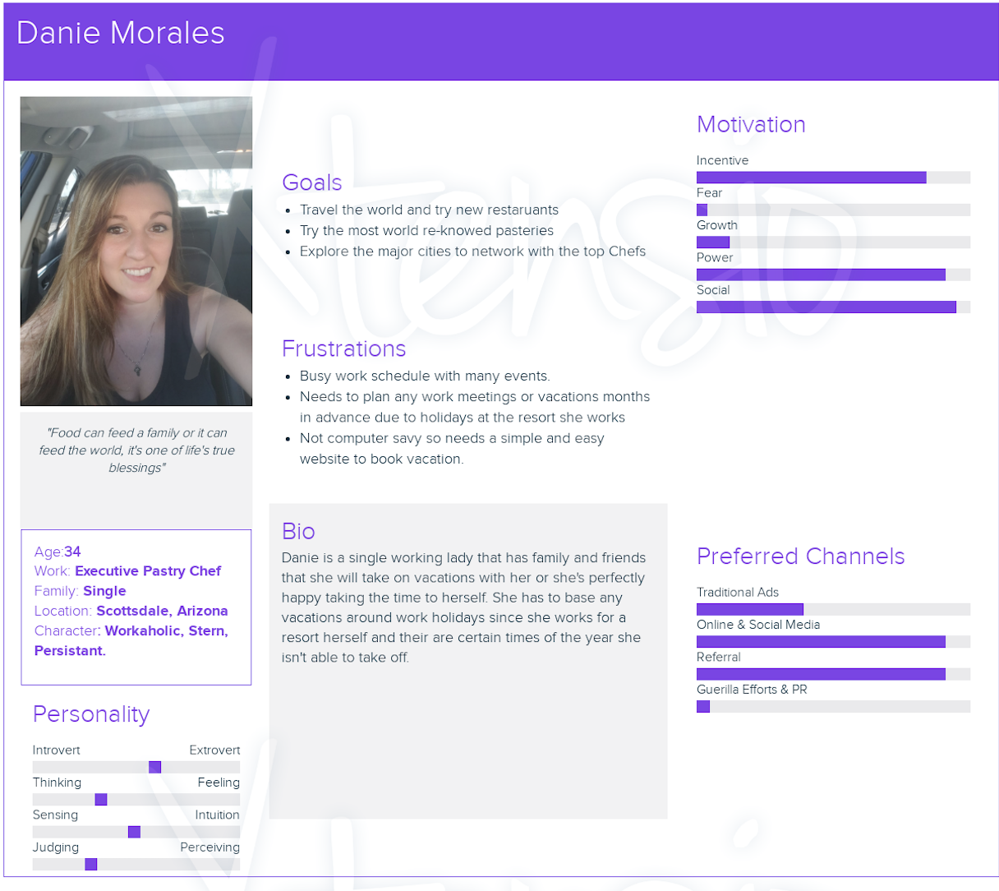 Danie Morales
"Food can feed a family or it can
feed the world, it's one of life's true
blessings"
Age:34
Work: Executive Pastry Chef
Family: Single
Location: Scottsdale, Arizona
Character: Workaholic, Stern,
Persistant.
Personality
Introvert Extrovert
Thinking Feeling
Sensing Intuition
Judging Perceiving
Goals
Travel the world and try new restaruants
Try the most world re-knowed pasteries
Explore the major cities to network with the top Chefs
Frustrations
Busy work schedule with many events.
Needs to plan any work meetings or vacations months
in advance due to holidays at the resort she works
Not computer savy so needs a simple and easy
website to book vacation.
Bio
Danie is a single working lady that has family and friends
that she will take on vacations with her or she's perfectly
happy taking the time to herself. She has to base any
vacations around work holidays since she works for a
resort herself and their are certain times of the year she
isn't able to take off.
Motivation
Incentive
Fear
Growth
Power
Social
Preferred Channels
Traditional Ads
Online & Social Media
Referral
Guerilla Efforts & PR
Xtensio
Xtensio